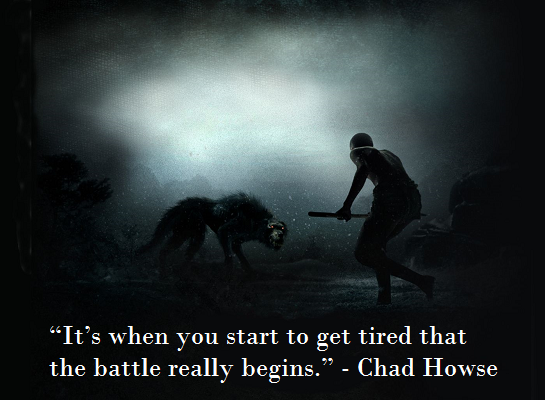 “It’s when you start to get tired that
the battle really begins.” - Chad Howse